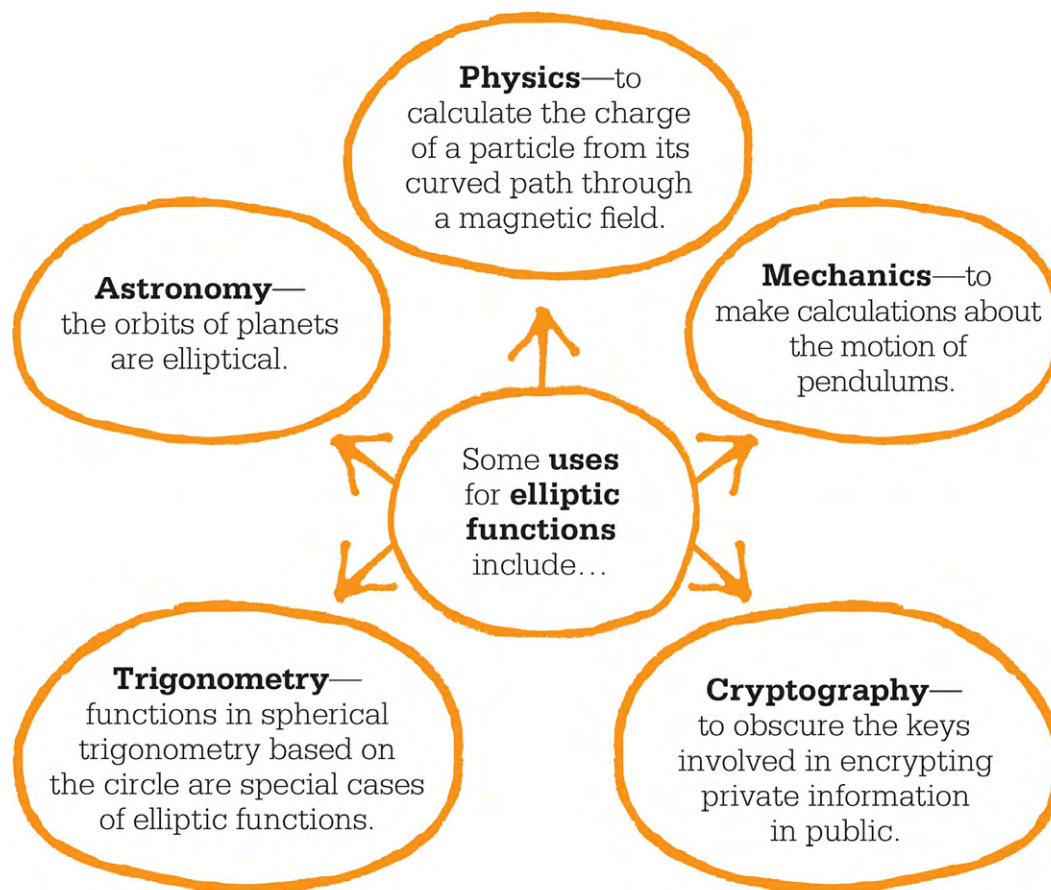 Physics—to
calculate the charge
of a particle from its
curved path through
a magnetic field.
Astronomy—
the orbits of planets
are elliptical.
Mechanics—to
make calculations about
the motion of
pendulums.
Some uses
for elliptic
functions
include…
Trigonometry—
functions in spherical
trigonometry based on
the circle are special cases
of elliptic functions.
Cryptography—
to obscure the keys
involved in encrypting
private information
in public.